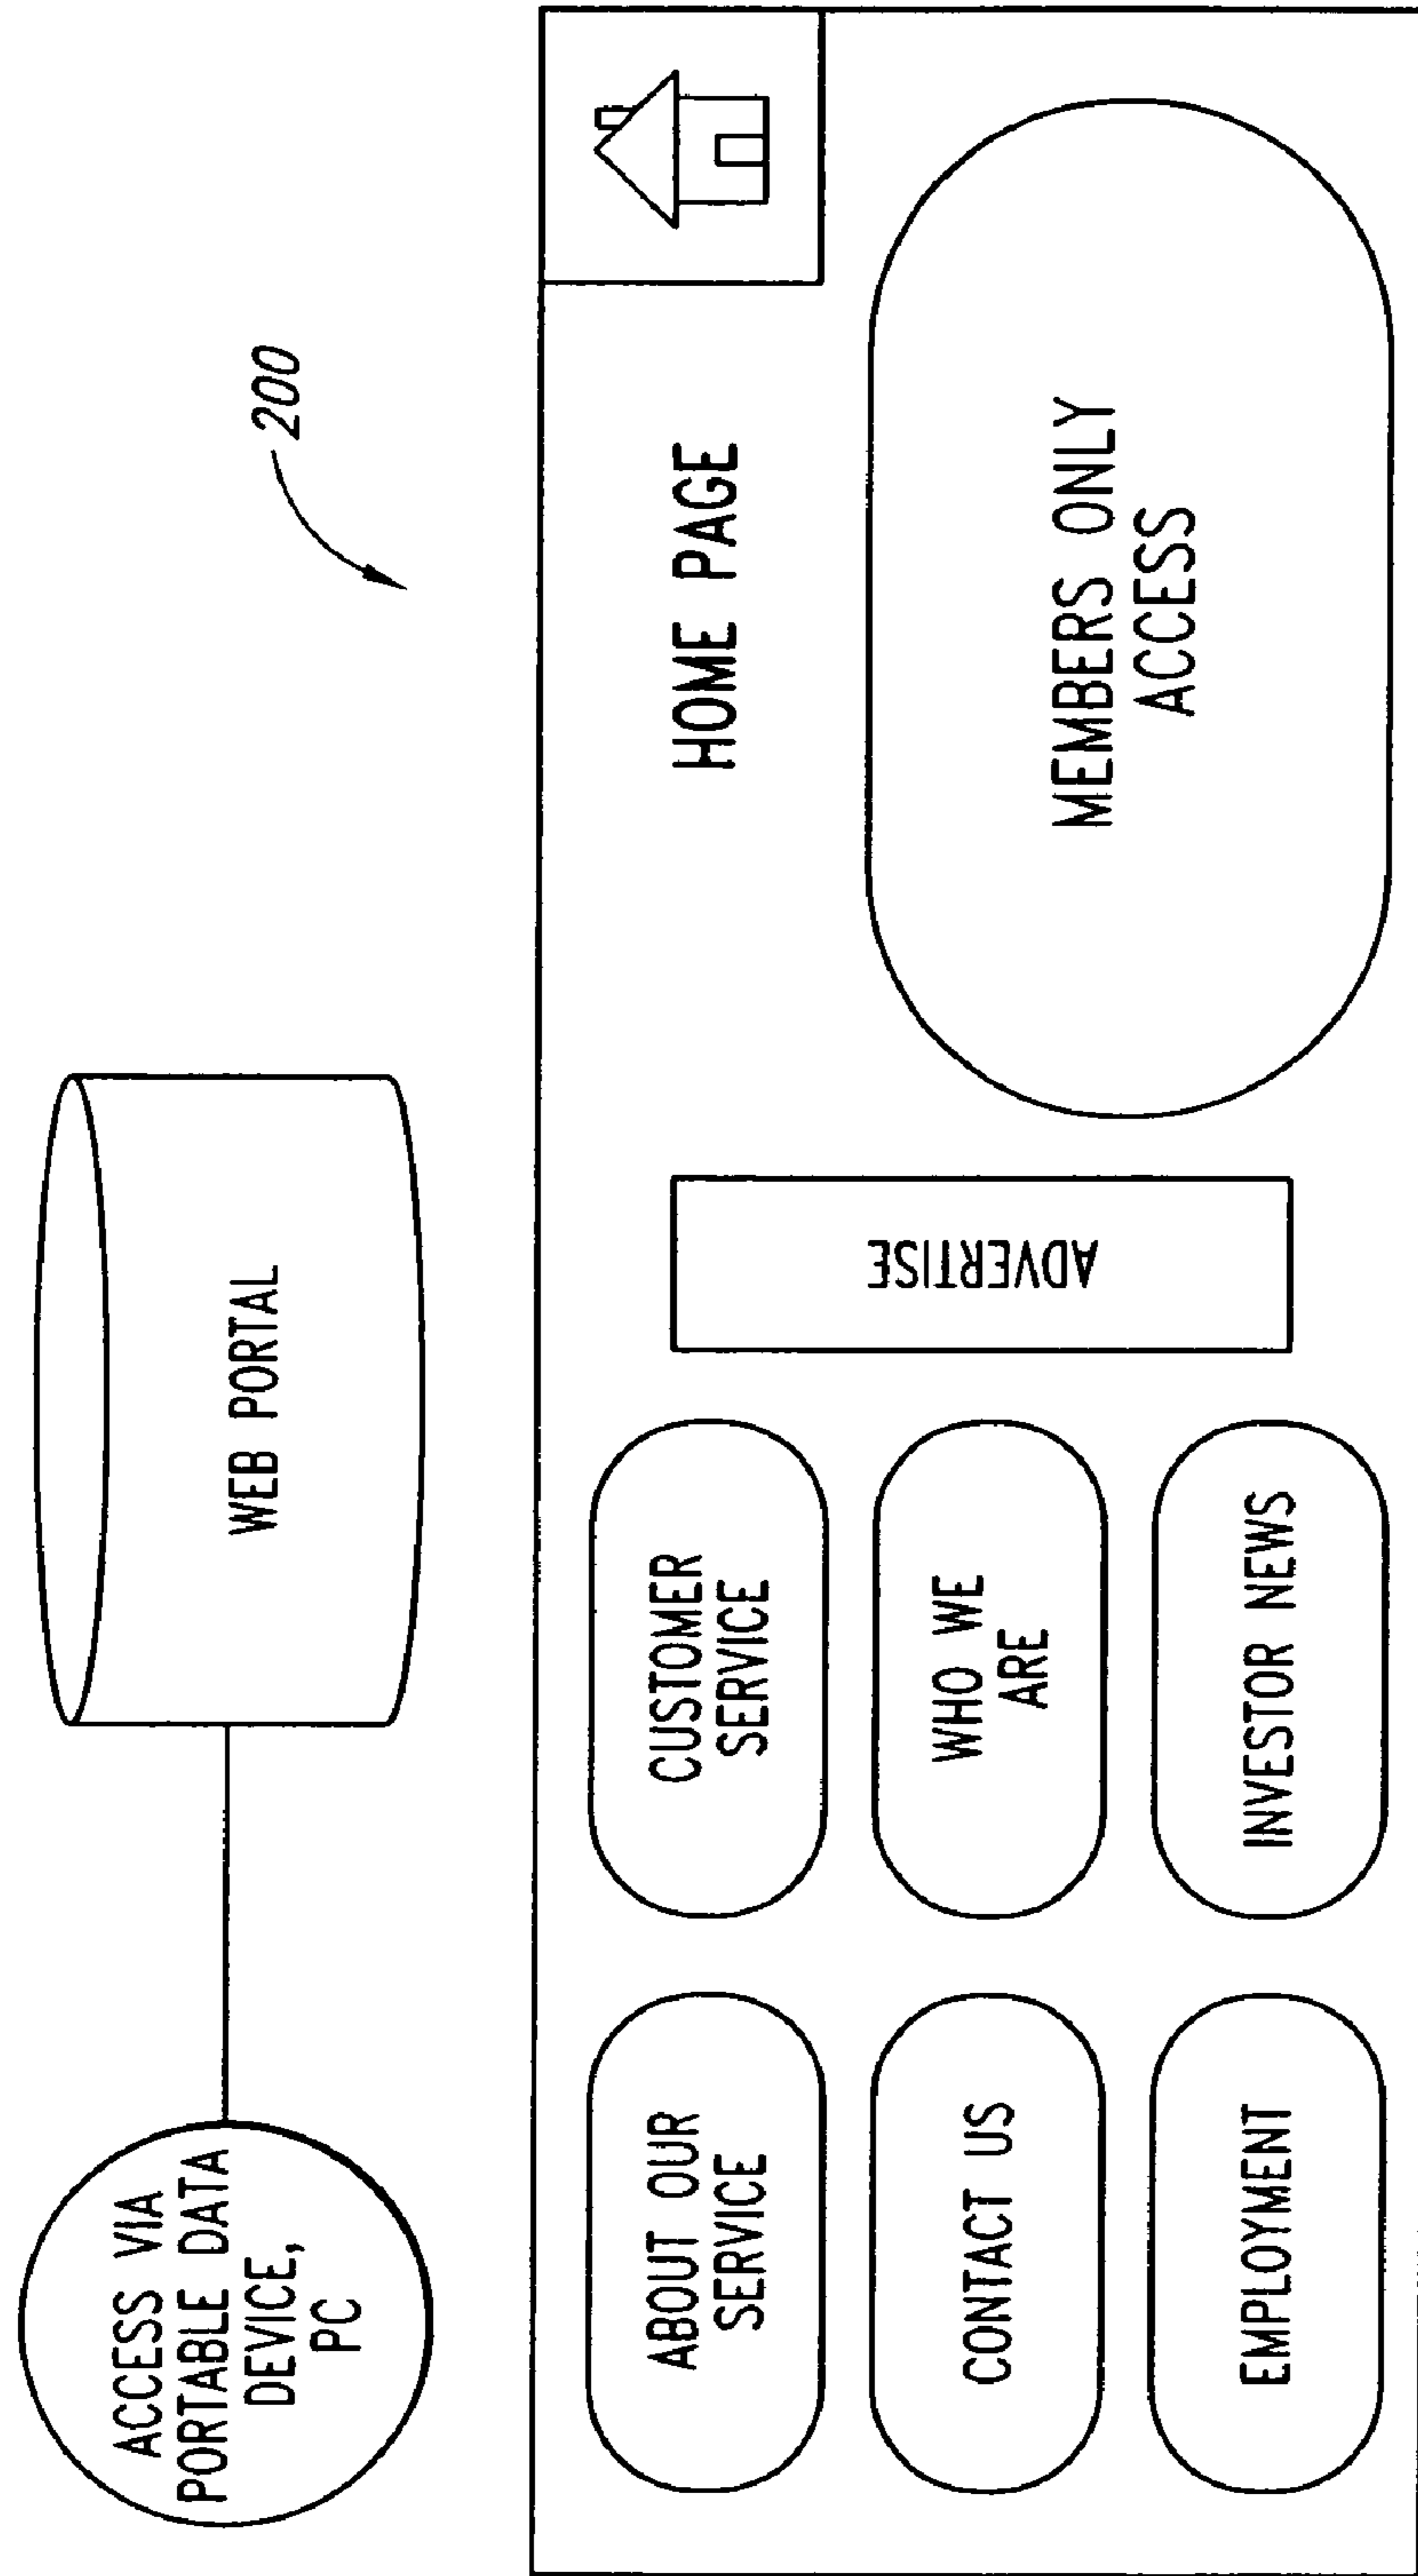 ACCESS VIA
PORTABLE DATA
DEVICE,
PC
WEB PORTAL
200
HOME PAGE
ABOUT OUR
SERVICE
CUSTOMER
SERVICE
CONTACT US
WHO WE
ARE
EMPLOYMENT
INVESTOR NEWS
ADVERTISE
MEMBERS ONLY
ACCESS